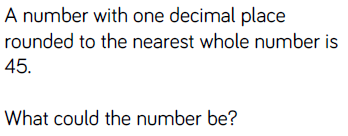 A number with one decimal place
rounded to the nearest whole number is
45.
What could the number be?